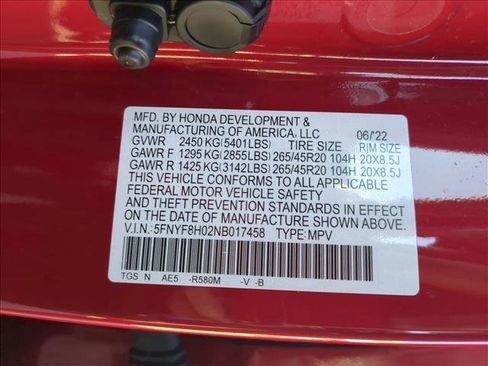 MFD. BY HONDA DEVELOPMENT &
MANUFACTURING OF AMERICA, LLC 06/22
GVWR 2450 KG (5401LBS) TIRE SIZE RIM SIZE
GAWR F 1295 KG (2855LBS) 265/45R20 104H 20X8.5J
GAWR R 1425 KG (3142LBS) 265/45R20 104H 20X8.5J
THIS VEHICLE CONFORMS TO ALL APPLICABLE
FEDERAL MOTOR VEHICLE SAFETY
AND THEFT PREVENTION STANDARDS IN EFFECT
ON THE DATE OF MANUFACTURE SHOWN ABOVE.
V.I.N.: 5FNYF8H02NB017458 TYPE: MPV
TGS N AE5 -R580M -V -B